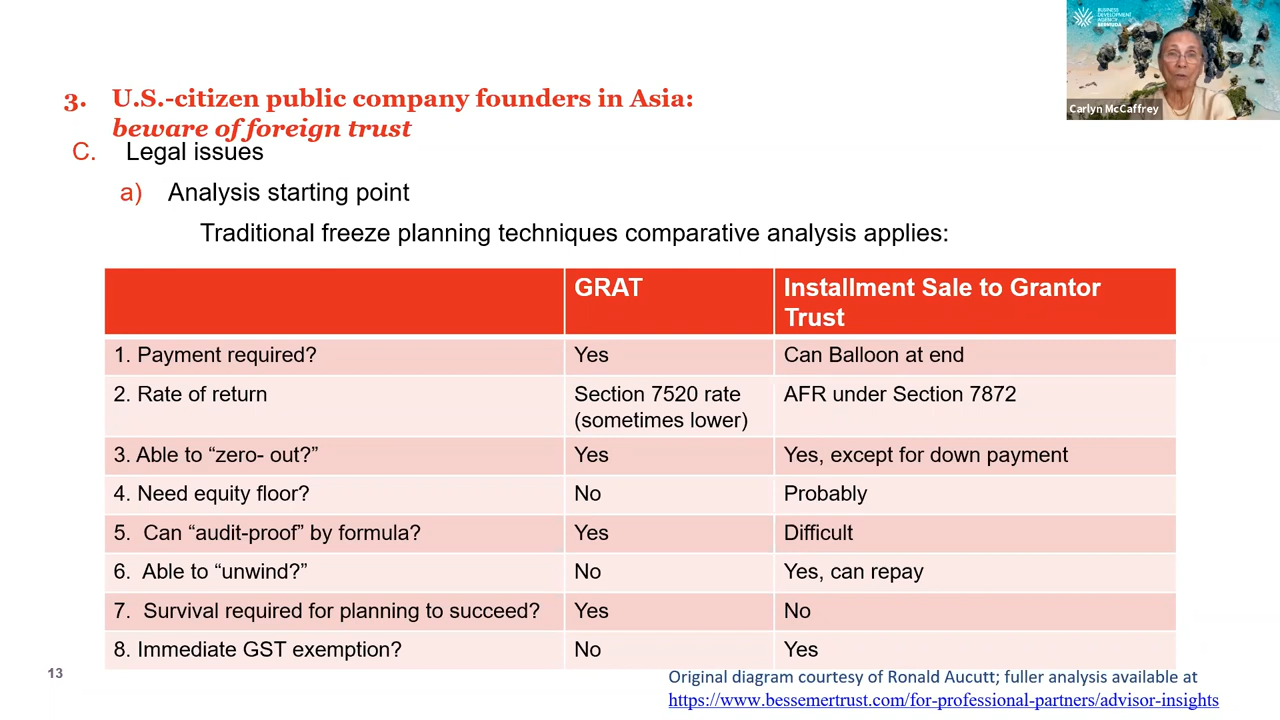 BUSINESS
DEVELOPMENT
AGENCY
BERMUDA
Carlyn McCaffrey
3. U.S.-citizen public company founders in Asia:
beware of foreign trust
C. Legal issues
a) Analysis starting point
Traditional freeze planning techniques comparative analysis applies:
GRAT Installment Sale to Grantor
Trust
1. Payment required? Yes Can Balloon at end
2. Rate of return Section 7520 rate AFR under Section 7872
(sometimes lower)
3. Able to “zero- out?” Yes Yes, except for down payment
4. Need equity floor? No Probably
5. Can “audit-proof” by formula? Yes Difficult
6. Able to “unwind?” No Yes, can repay
7. Survival required for planning to succeed? Yes No
8. Immediate GST exemption? No Yes
13
Original diagram courtesy of Ronald Aucutt; fuller analysis available at
https://www.bessemertrust.com/for-professional-partners/advisor-insights